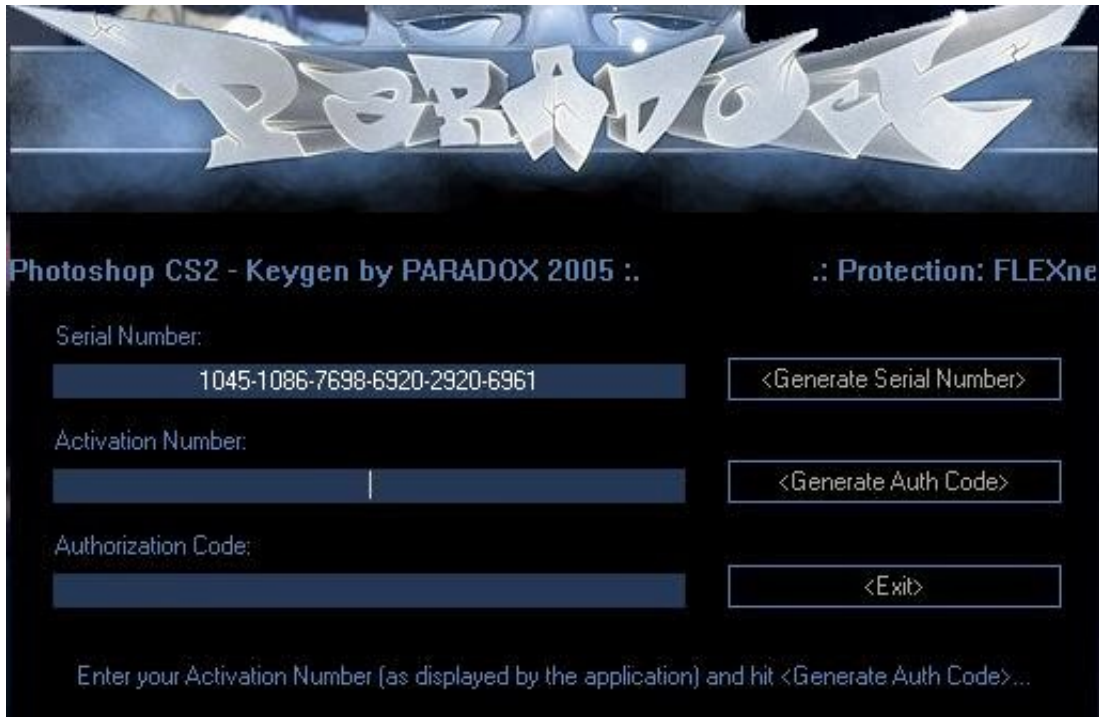 PARADOX
Photoshop CS2 - Keygen by PARADOX 2005 :. .: Protection: FLEXne
Serial Number:
1045-1086-7698-6920-2920-6961
<Generate Serial Number>
Activation Number:
<Generate Auth Code>
Authorization Code:
<Exit>
Enter your Activation Number (as displayed by the application) and hit <Generate Auth Code>...